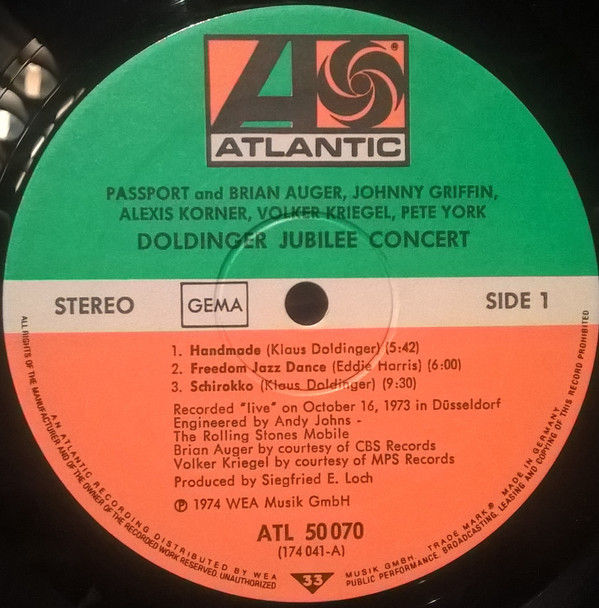 ATLANTIC
®
PASSPORT and BRIAN AUGER, JOHNNY GRIFFIN,
ALEXIS KORNER, VOLKER KRIEGEL, PETE YORK
DOLDINGER JUBILEE CONCERT
STEREO GEMA SIDE 1
1. Handmade (Klaus Doldinger) (5:42)
2. Freedom Jazz Dance (Eddie Harris) (6:00)
3. Schirokko (Klaus Doldinger) (9:30)
Recorded "live" on October 16, 1973 in Düsseldorf
Engineered by Andy Johns -
The Rolling Stones Mobile
Brian Auger by courtesy of CBS Records
Volker Kriegel by courtesy of MPS Records
Produced by Siegfried E. Loch
℗ 1974 WEA Musik GmbH
ATL 50 070
(174 041-A)
33
AN ATLANTIC RECORDING DISTRIBUTED BY WEA MUSIK GMBH. TRADE MARK ® MADE IN GERMANY
ALL RIGHTS OF THE MANUFACTURER AND OF THE OWNER OF THE RECORDED WORK RESERVED. UNAUTHORIZED PUBLIC PERFORMANCE. BROADCASTING, LEASING AND COPYING OF THIS RECORD PROHIBITED